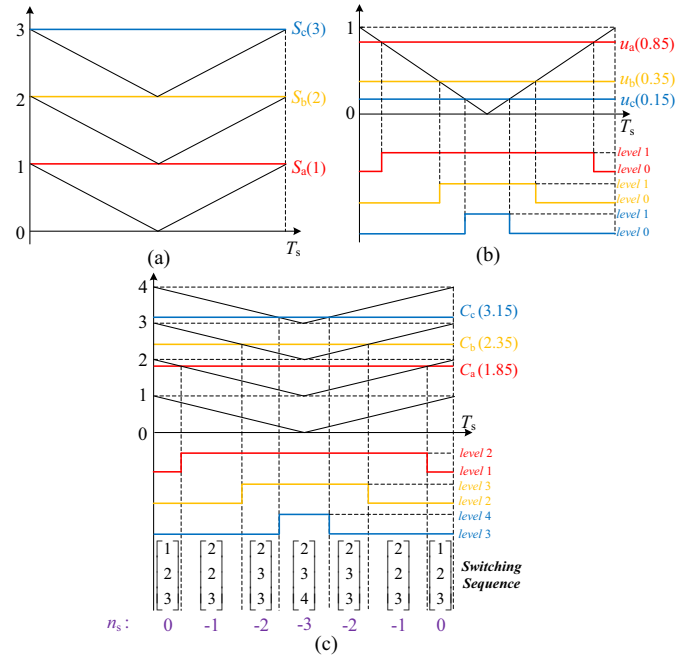 3
2
1
0
S_c(3)
S_b(2)
S_a(1)
T_s
(a)
1
0
u_a(0.85)
u_b(0.35)
u_c(0.15)
T_s
level 1
level 0
level 1
level 0
level 1
level 0
(b)
4
3
2
1
0
C_c(3.15)
C_b(2.35)
C_a(1.85)
T_s
level 2
level 1
level 3
level 2
level 4
level 3
1 2 2 2 2 2 1
2 2 3 3 3 2 2
3 3 3 4 3 3 3
Switching
Sequence
n_s : 0 -1 -2 -3 -2 -1 0
(c)